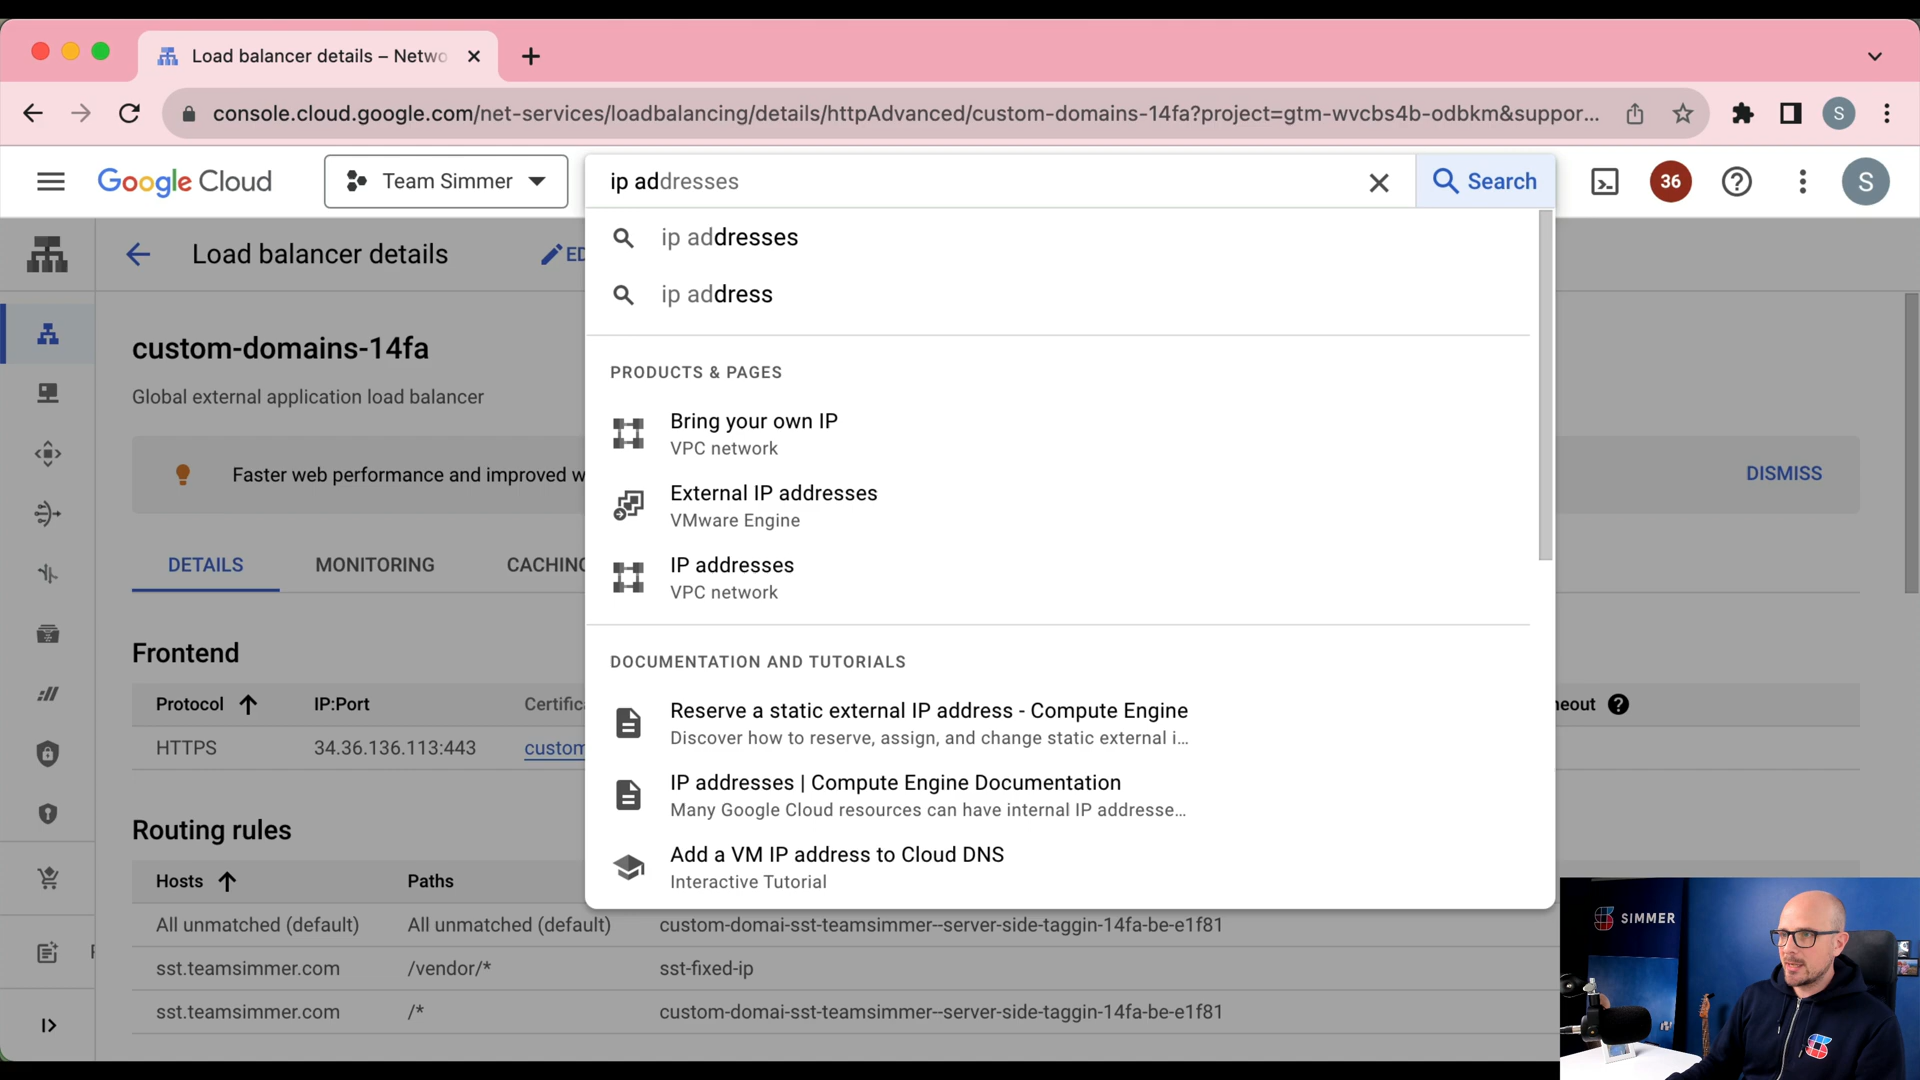 Load balancer details – Netwo
console.cloud.google.com/net-services/loadbalancing/details/httpAdvanced/custom-domains-14fa?project=gtm-wvcbs4b-odbkm&suppor...
S
Google Cloud
Team Simmer
ip addresses
Search
36
S
Load balancer details
ED
ip addresses
ip address
custom-domains-14fa
Global external application load balancer
PRODUCTS & PAGES
Bring your own IP
VPC network
Faster web performance and improved w
DISMISS
External IP addresses
VMware Engine
DETAILS
MONITORING
CACHING
IP addresses
VPC network
Frontend
DOCUMENTATION AND TUTORIALS
Protocol
IP:Port
Certific
eout
Reserve a static external IP address - Compute Engine
Discover how to reserve, assign, and change static external i...
HTTPS
34.36.136.113:443
custom
IP addresses | Compute Engine Documentation
Many Google Cloud resources can have internal IP addresse...
Routing rules
Add a VM IP address to Cloud DNS
Interactive Tutorial
Hosts
Paths
All unmatched (default)
All unmatched (default)
custom-domai-sst-teamsimmer--server-side-taggin-14fa-be-e1f81
sst.teamsimmer.com
/vendor/*
sst-fixed-ip
sst.teamsimmer.com
/*
custom-domai-sst-teamsimmer--server-side-taggin-14fa-be-e1f81
SIMMER